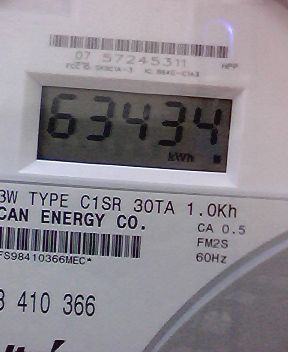 07 57245311
HPP
63434
kWh
3W TYPE C1SR 30TA 1.0Kh
CAN ENERGY CO.
CA 0.5
FM2S
60Hz
FS98410366MEC*
410 366